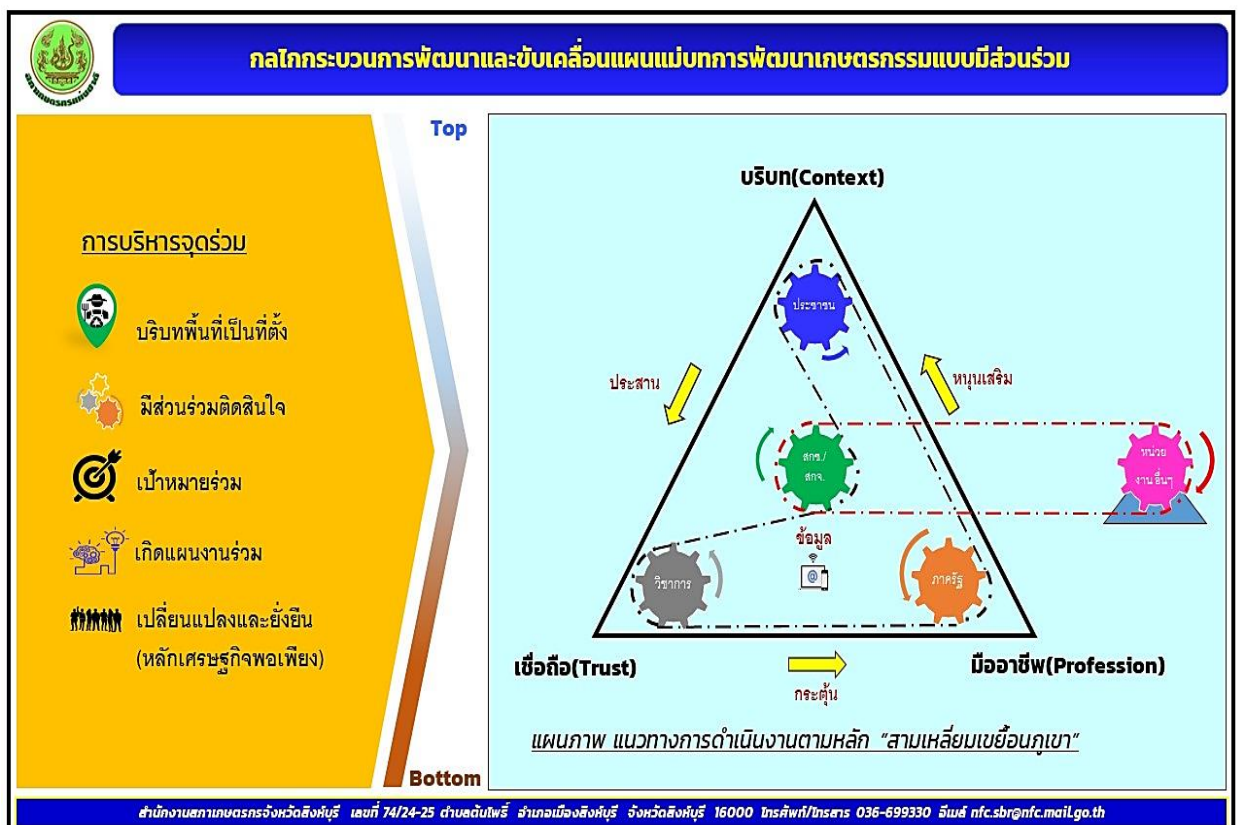 กลไกกระบวนการพัฒนาและขับเคลื่อนแผนแม่บทการพัฒนาเกษตรกรรมแบบมีส่วนร่วม
สภาเกษตรกรแห่งชาติ
Top
การบริหารจุดร่วม
บริบทพื้นที่เป็นที่ตั้ง
มีส่วนร่วมติดสินใจ
เป้าหมายร่วม
เกิดแผนงานร่วม
เปลี่ยนแปลงและยั่งยืน
(หลักเศรษฐกิจพอเพียง)
Bottom
บริบท(Context)
ประชาชน
ประสาน
หนุนเสริม
สกช./
สกจ.
หน่วย
งานอื่นๆ
ข้อมูล
@
วิชาการ
ภาครัฐ
เชื่อถือ(Trust)
มืออาชีพ(Profession)
กระตุ้น
แผนภาพ แนวทางการดำเนินงานตามหลัก "สามเหลี่ยมเขยื้อนภูเขา"
สำนักงานสภาเกษตรกรจังหวัดสิงห์บุรี เลขที่ 74/24-25 ตำบลต้นโพธิ์ อำเภอเมืองสิงห์บุรี จังหวัดสิงห์บุรี 16000 โทรศัพท์/โทรสาร 036-699330 อีเมล์ nfc.sbr@nfc.mail.go.th